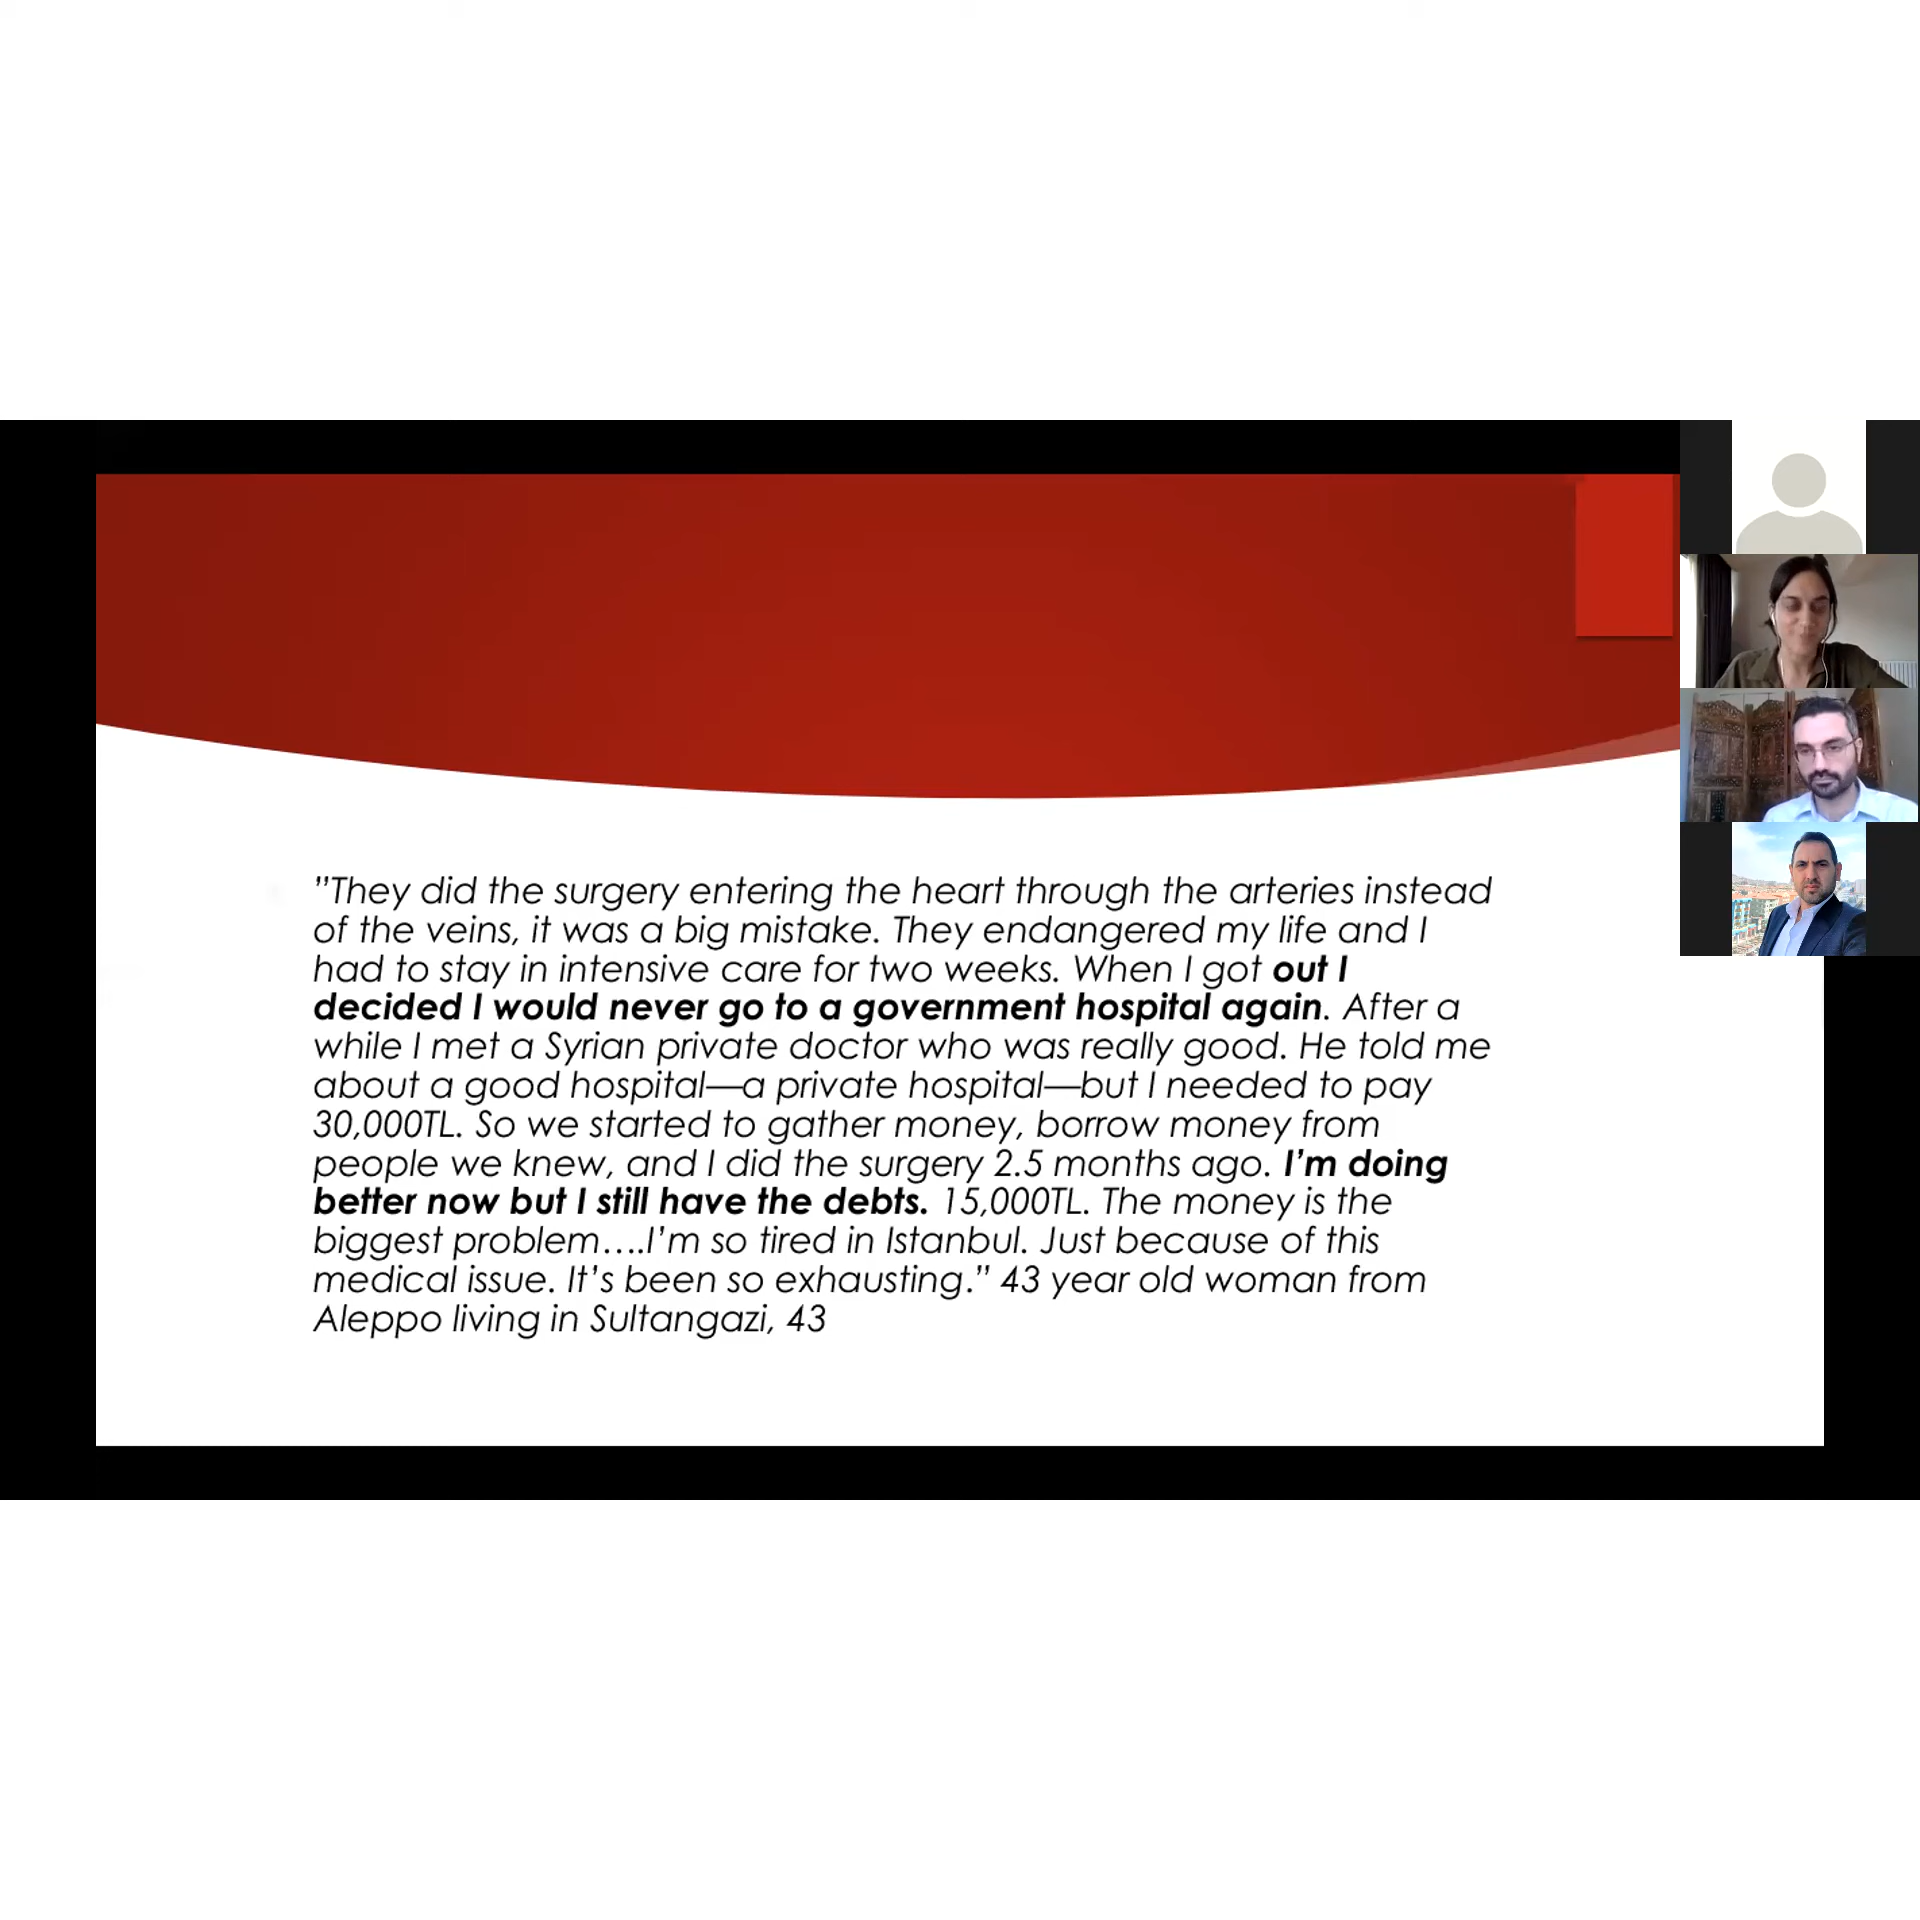 ”They did the surgery entering the heart through the arteries instead
of the veins, it was a big mistake. They endangered my life and I
had to stay in intensive care for two weeks. When I got out I
decided I would never go to a government hospital again. After a
while I met a Syrian private doctor who was really good. He told me
about a good hospital—a private hospital—but I needed to pay
30,000TL. So we started to gather money, borrow money from
people we knew, and I did the surgery 2.5 months ago. I’m doing
better now but I still have the debts. 15,000TL. The money is the
biggest problem….I’m so tired in Istanbul. Just because of this
medical issue. It’s been so exhausting.” 43 year old woman from
Aleppo living in Sultangazi, 43